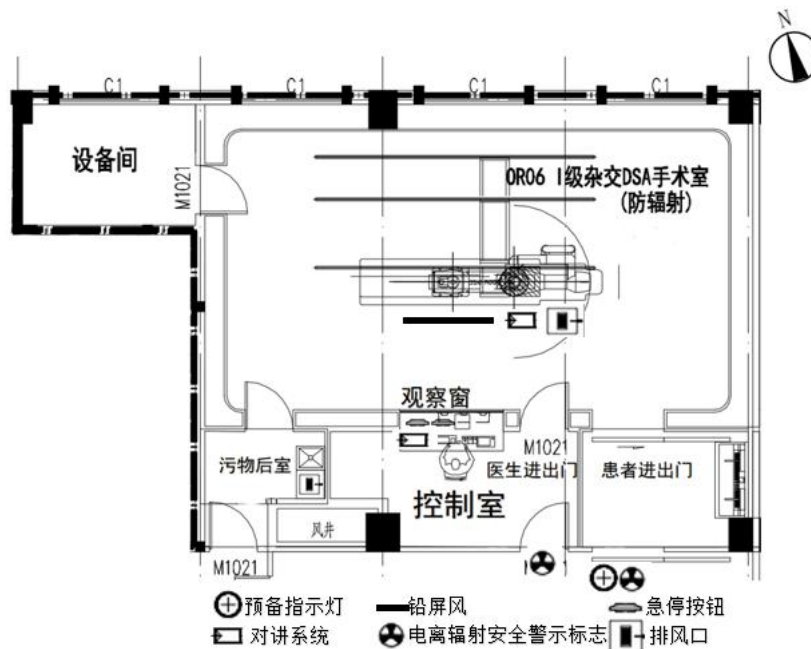 N
C1 C1 C1 C1
设备间
M1021
OR06 I级杂交DSA手术室
(防辐射)
观察窗
M1021
污物后室
医生进出门
患者进出门
控制室
风井
M1021
预备指示灯
铅屏风
急停按钮
对讲系统
电离辐射安全警示标志
排风口